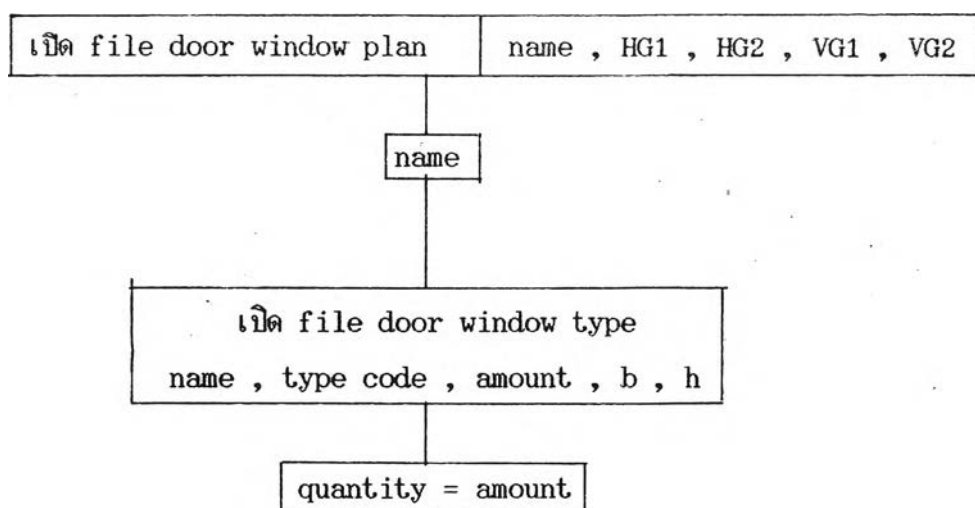 เปิด file door window plan name , HG1 , HG2 , VG1 , VG2
name
เปิด file door window type
name , type code , amount , b , h
quantity = amount